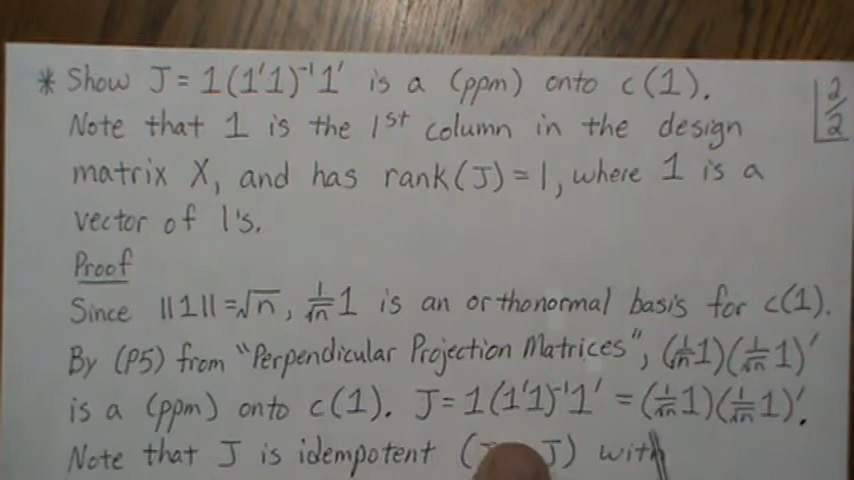 * Show J = 1(1'1)⁻¹1' is a (ppm) onto c(1).
2/2
Note that 1 is the 1st column in the design
matrix X, and has rank(J) = 1, where 1 is a
vector of 1's.
Proof
Since ||1|| = √n, 1/√n 1 is an orthonormal basis for c(1).
By (P5) from "Perpendicular Projection Matrices", (1/√n 1)(1/√n 1)'
is a (ppm) onto c(1). J = 1(1'1)⁻¹1' = (1/√n 1)(1/√n 1)'.
Note that J is idempotent ( J) with